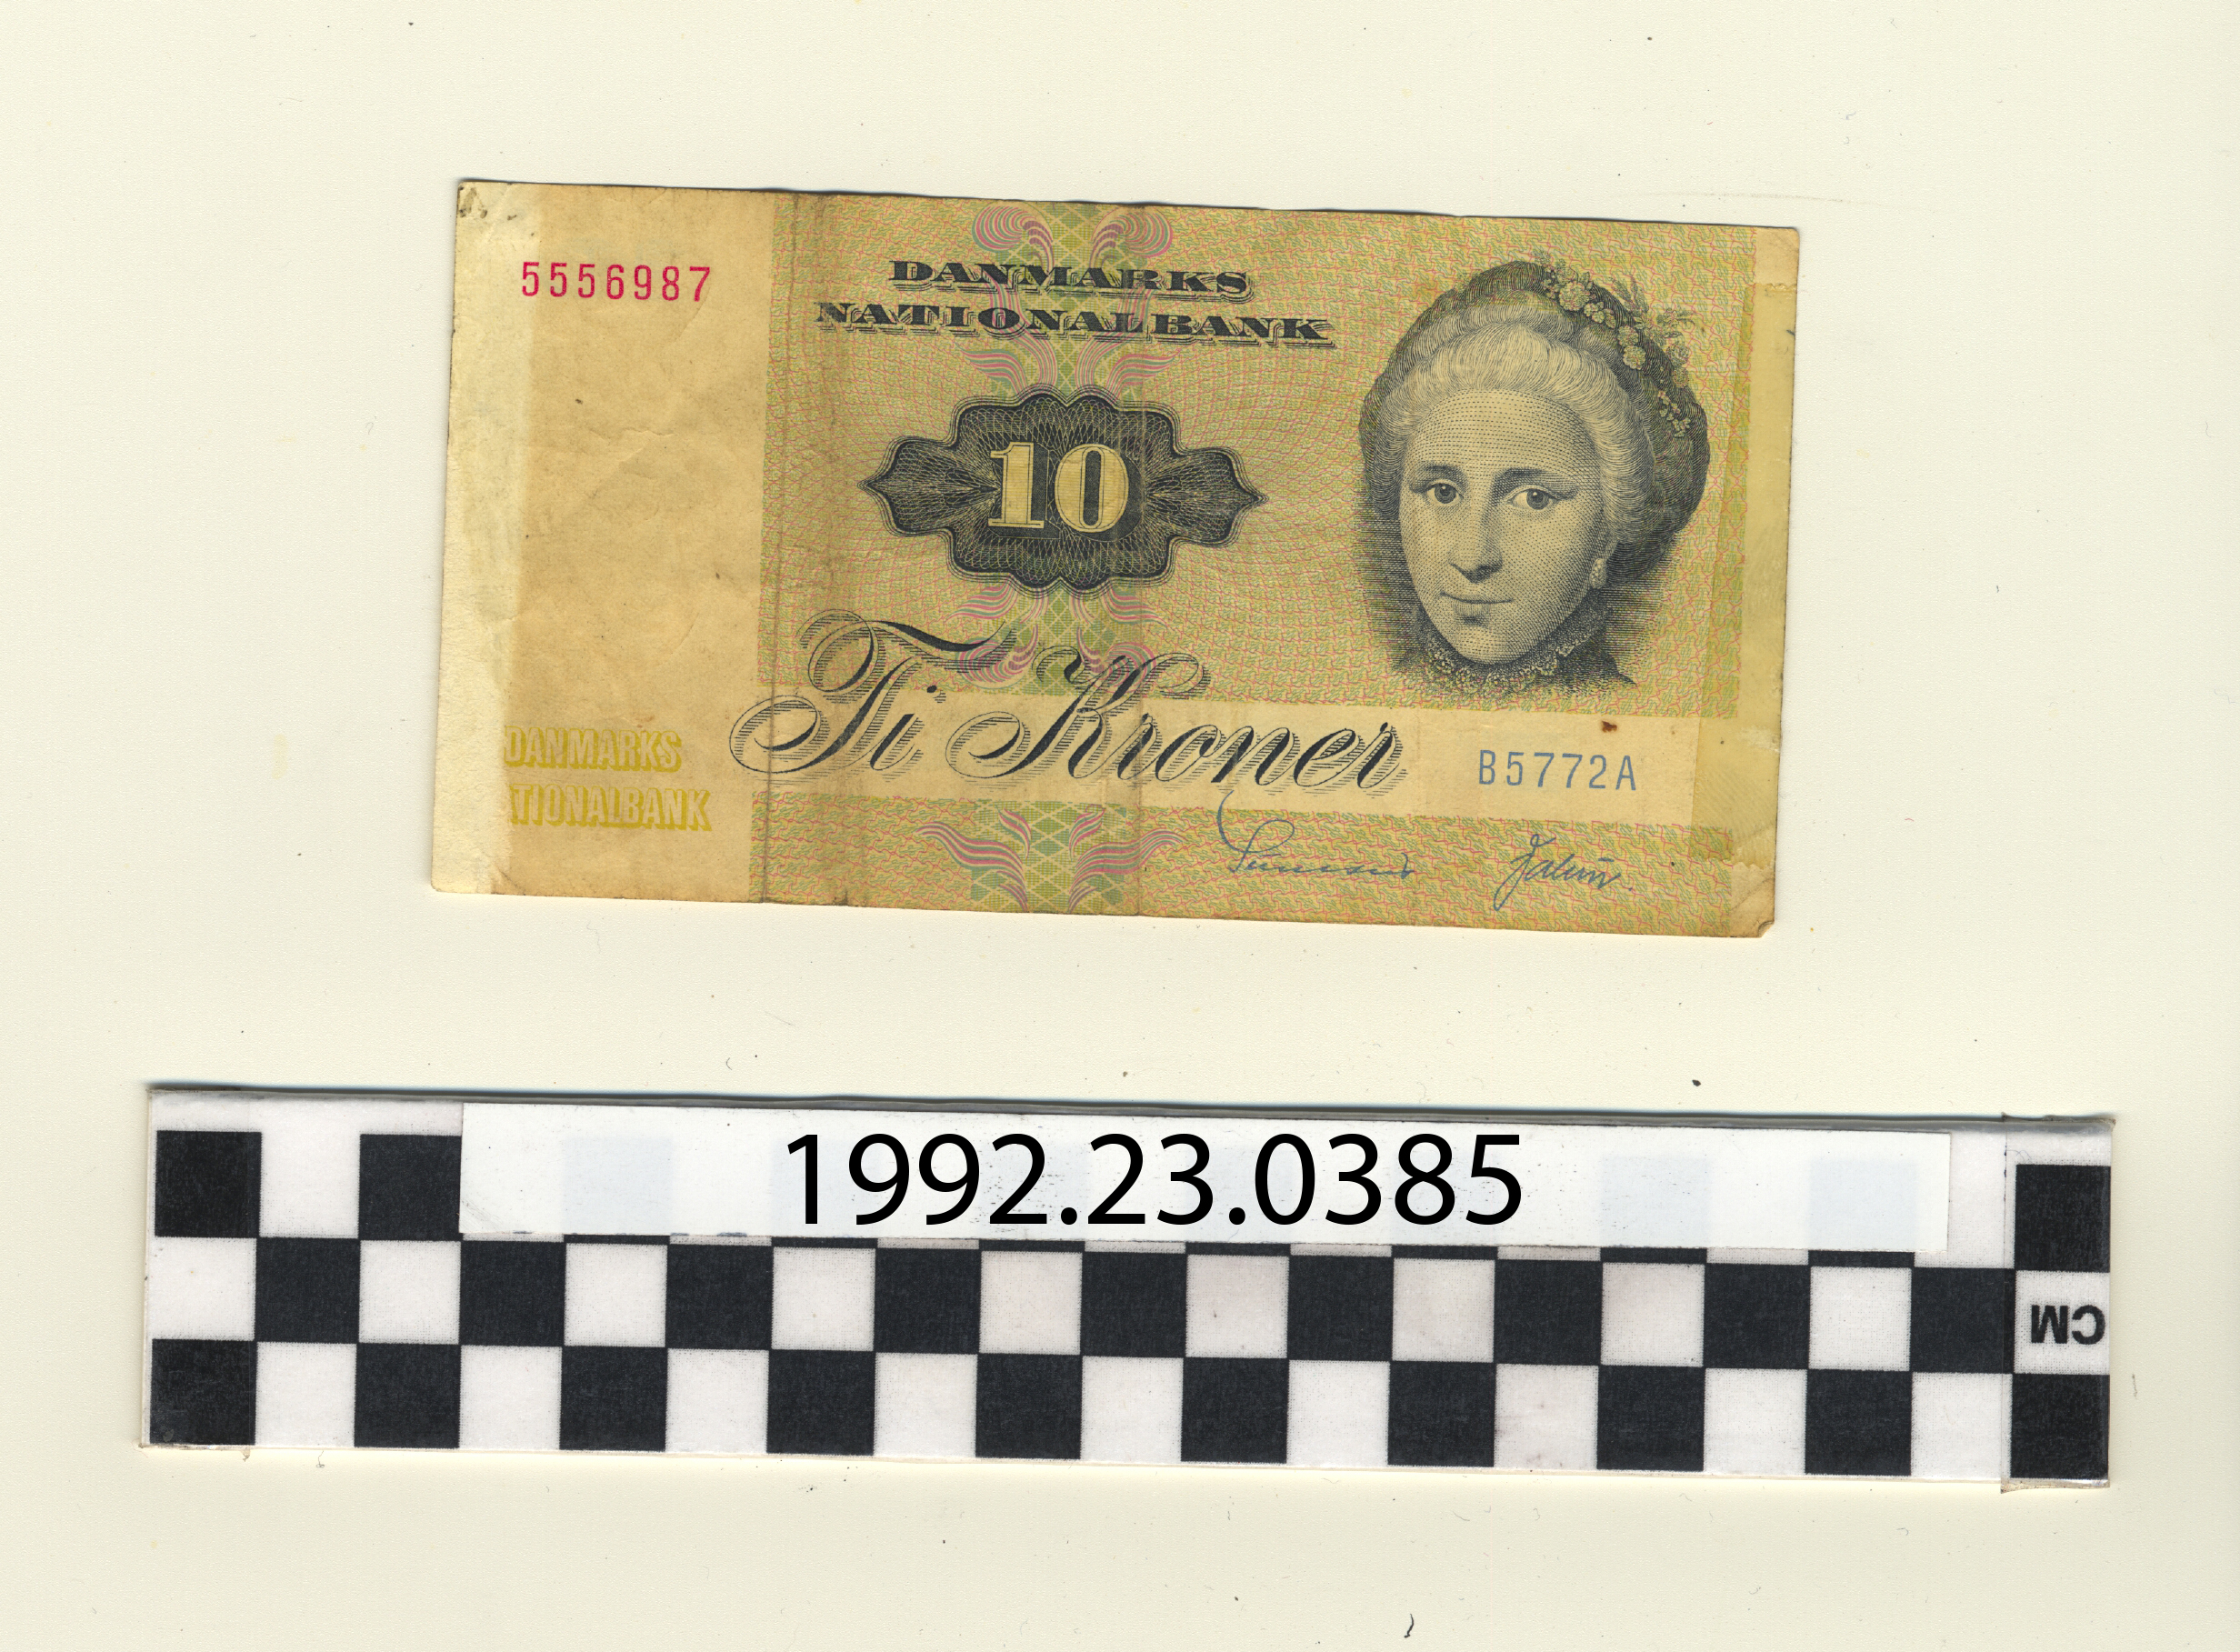 5556987
DANMARKS
NATIONALBANK
10
Ti Kroner
DANMARKS
TIONALBANK
B5772A
1992.23.0385
CM